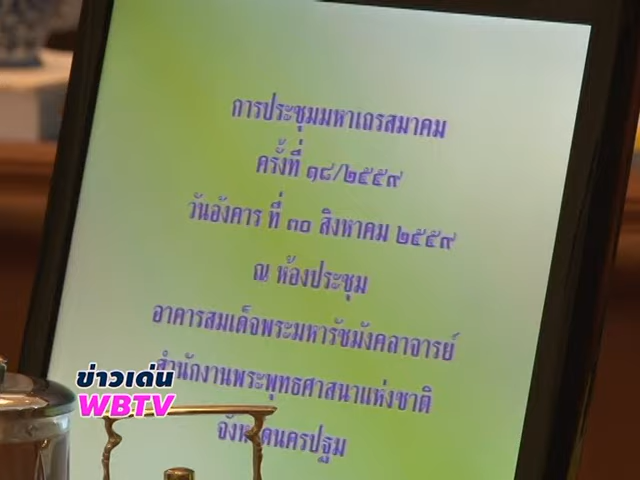 การประชุมมหาเถรสมาคม
ครั้งที่ ๑๘/๒๕๕๙
วันอังคาร ที่ ๓๐ สิงหาคม ๒๕๕๙
ณ ห้องประชุม
อาคารสมเด็จพระมหารัชมังคลาจารย์
สำนักงานพระพุทธศาสนาแห่งชาติ
จังหวัดนครปฐม
ข่าวเด่น
WBTV